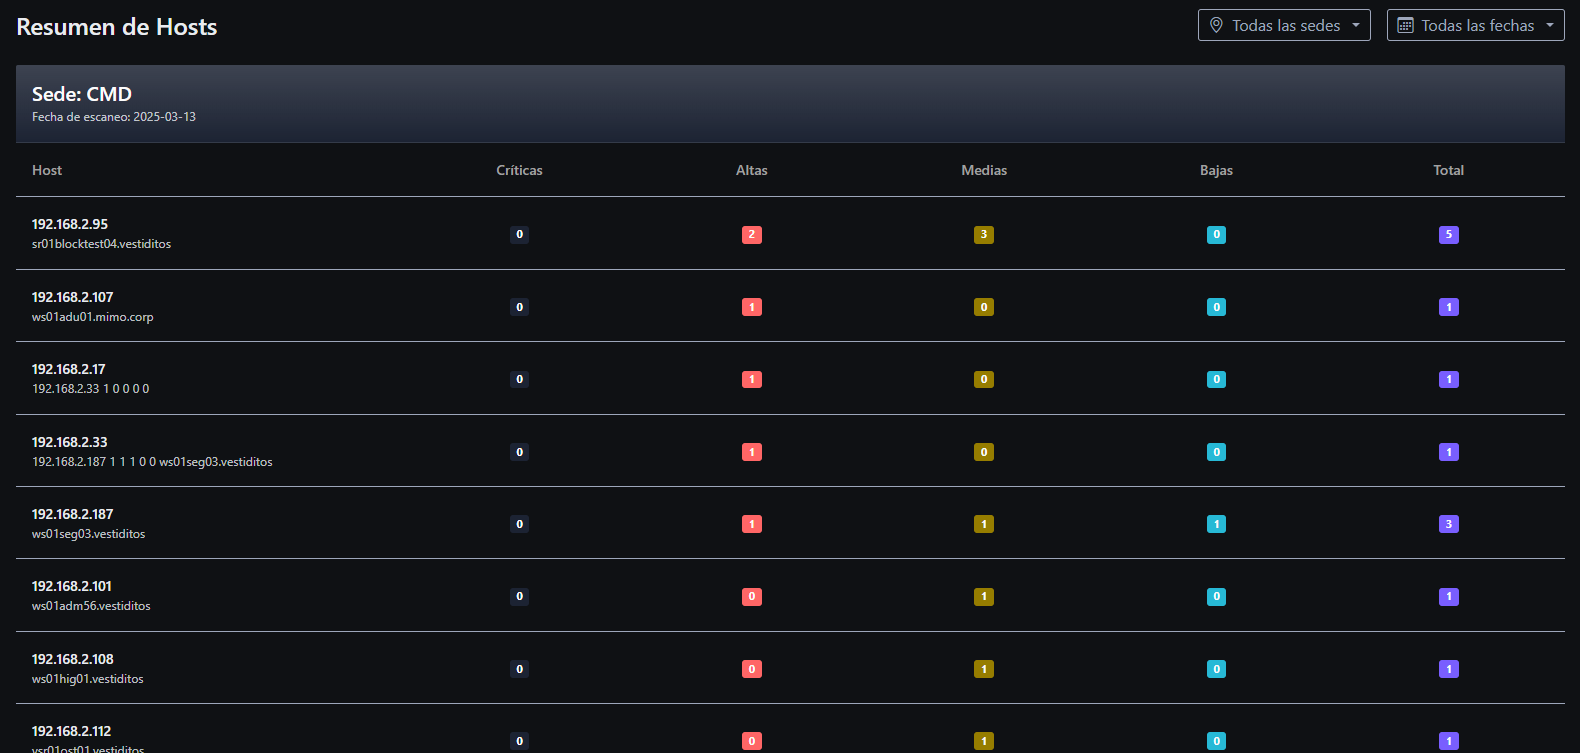 Resumen de Hosts
Todas las sedes
Todas las fechas
Sede: CMD
Fecha de escaneo: 2025-03-13
Host Críticas Altas Medias Bajas Total
192.168.2.95
sr01blocktest04.vestiditos
0 2 3 0 5
192.168.2.107
ws01adu01.mimo.corp
0 1 0 0 1
192.168.2.17
192.168.2.33 1 0 0 0 0
0 1 0 0 1
192.168.2.33
192.168.2.187 1 1 1 0 0 ws01seg03.vestiditos
0 1 0 0 1
192.168.2.187
ws01seg03.vestiditos
0 1 1 1 3
192.168.2.101
ws01adm56.vestiditos
0 0 1 0 1
192.168.2.108
ws01hig01.vestiditos
0 0 1 0 1
192.168.2.112
vsr01ost01.vestiditos
0 0 1 0 1